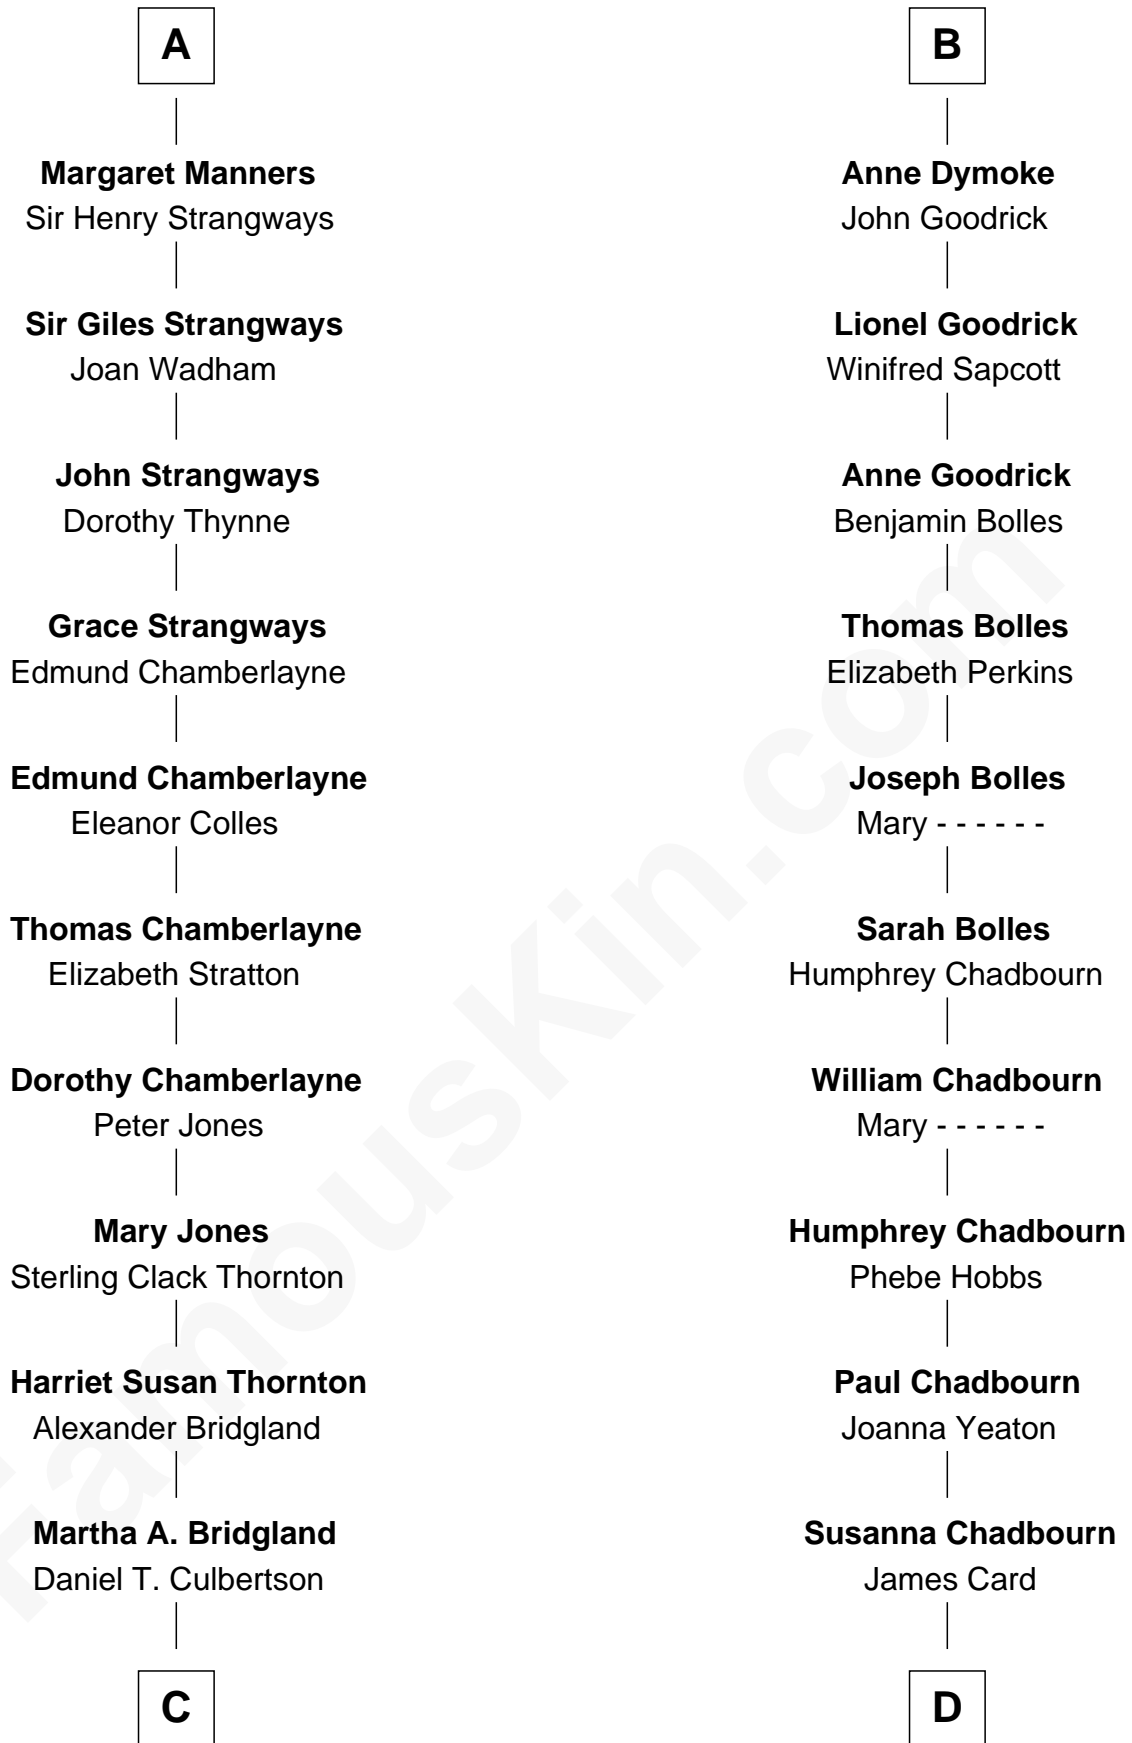 A
Margaret Manners
Sir Henry Strangways
Sir Giles Strangways
Joan Wadham
John Strangways
Dorothy Thynne
Grace Strangways
Edmund Chamberlayne
Edmund Chamberlayne
Eleanor Colles
Thomas Chamberlayne
Elizabeth Stratton
Dorothy Chamberlayne
Peter Jones
Mary Jones
Sterling Clack Thornton
Harriet Susan Thornton
Alexander Bridgland
Martha A. Bridgland
Daniel T. Culbertson
C
B
Anne Dymoke
John Goodrick
Lionel Goodrick
Winifred Sapcott
Anne Goodrick
Benjamin Bolles
Thomas Bolles
Elizabeth Perkins
Joseph Bolles
Mary - - - - - -
Sarah Bolles
Humphrey Chadbourn
William Chadbourn
Mary - - - - - -
Humphrey Chadbourn
Phebe Hobbs
Paul Chadbourn
Joanna Yeaton
Susanna Chadbourn
James Card
D
FamousKin.com